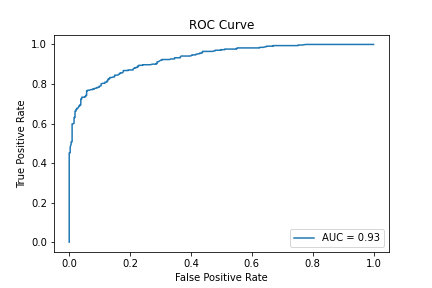 ROC Curve
1.0
0.8
0.6
0.4
0.2
0.0
True Positive Rate
AUC = 0.93
0.0 0.2 0.4 0.6 0.8 1.0
False Positive Rate